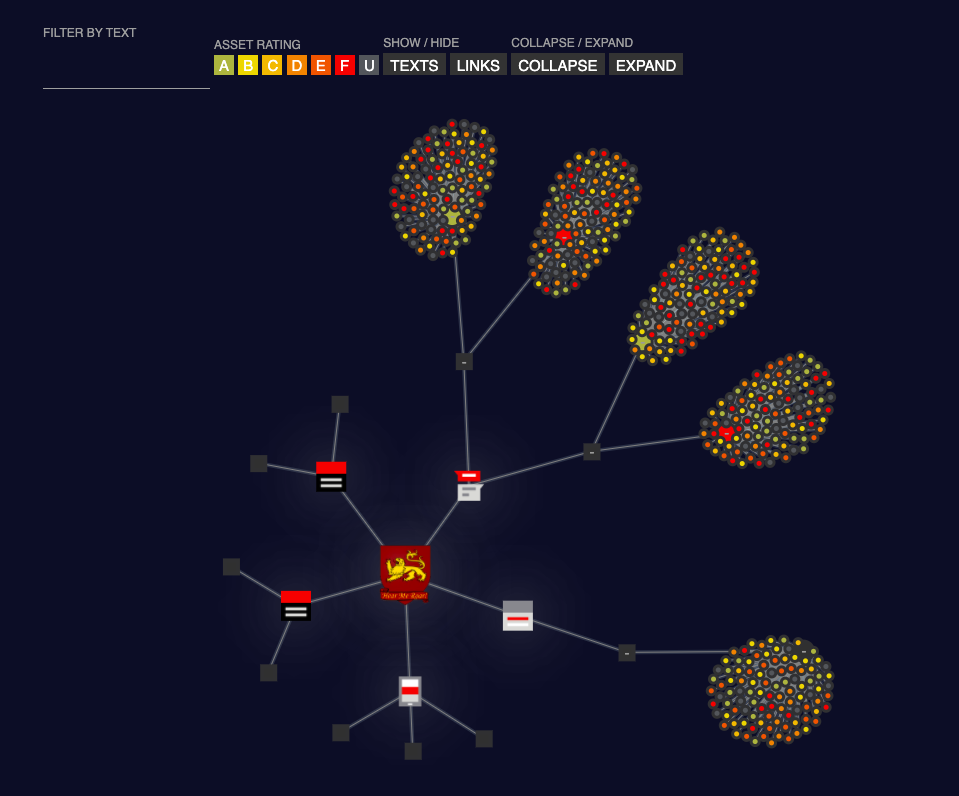 FILTER BY TEXT
ASSET RATING
A B C D E F U
SHOW / HIDE
TEXTS LINKS
COLLAPSE / EXPAND
COLLAPSE EXPAND
Hear Me Roar!